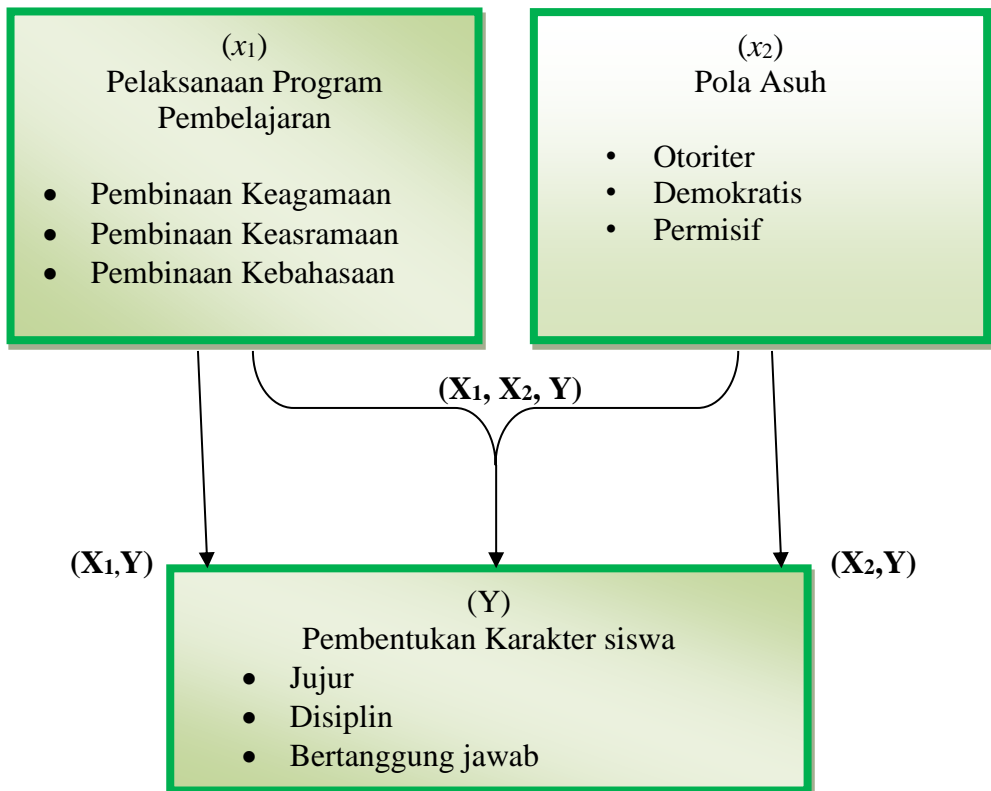 (x₁)
Pelaksanaan Program
Pembelajaran
• Pembinaan Keagamaan
• Pembinaan Keasramaan
• Pembinaan Kebahasaan
(x₂)
Pola Asuh
• Otoriter
• Demokratis
• Permisif
(X₁, X₂, Y)
(X₁,Y)
(X₂,Y)
(Y)
Pembentukan Karakter siswa
• Jujur
• Disiplin
• Bertanggung jawab